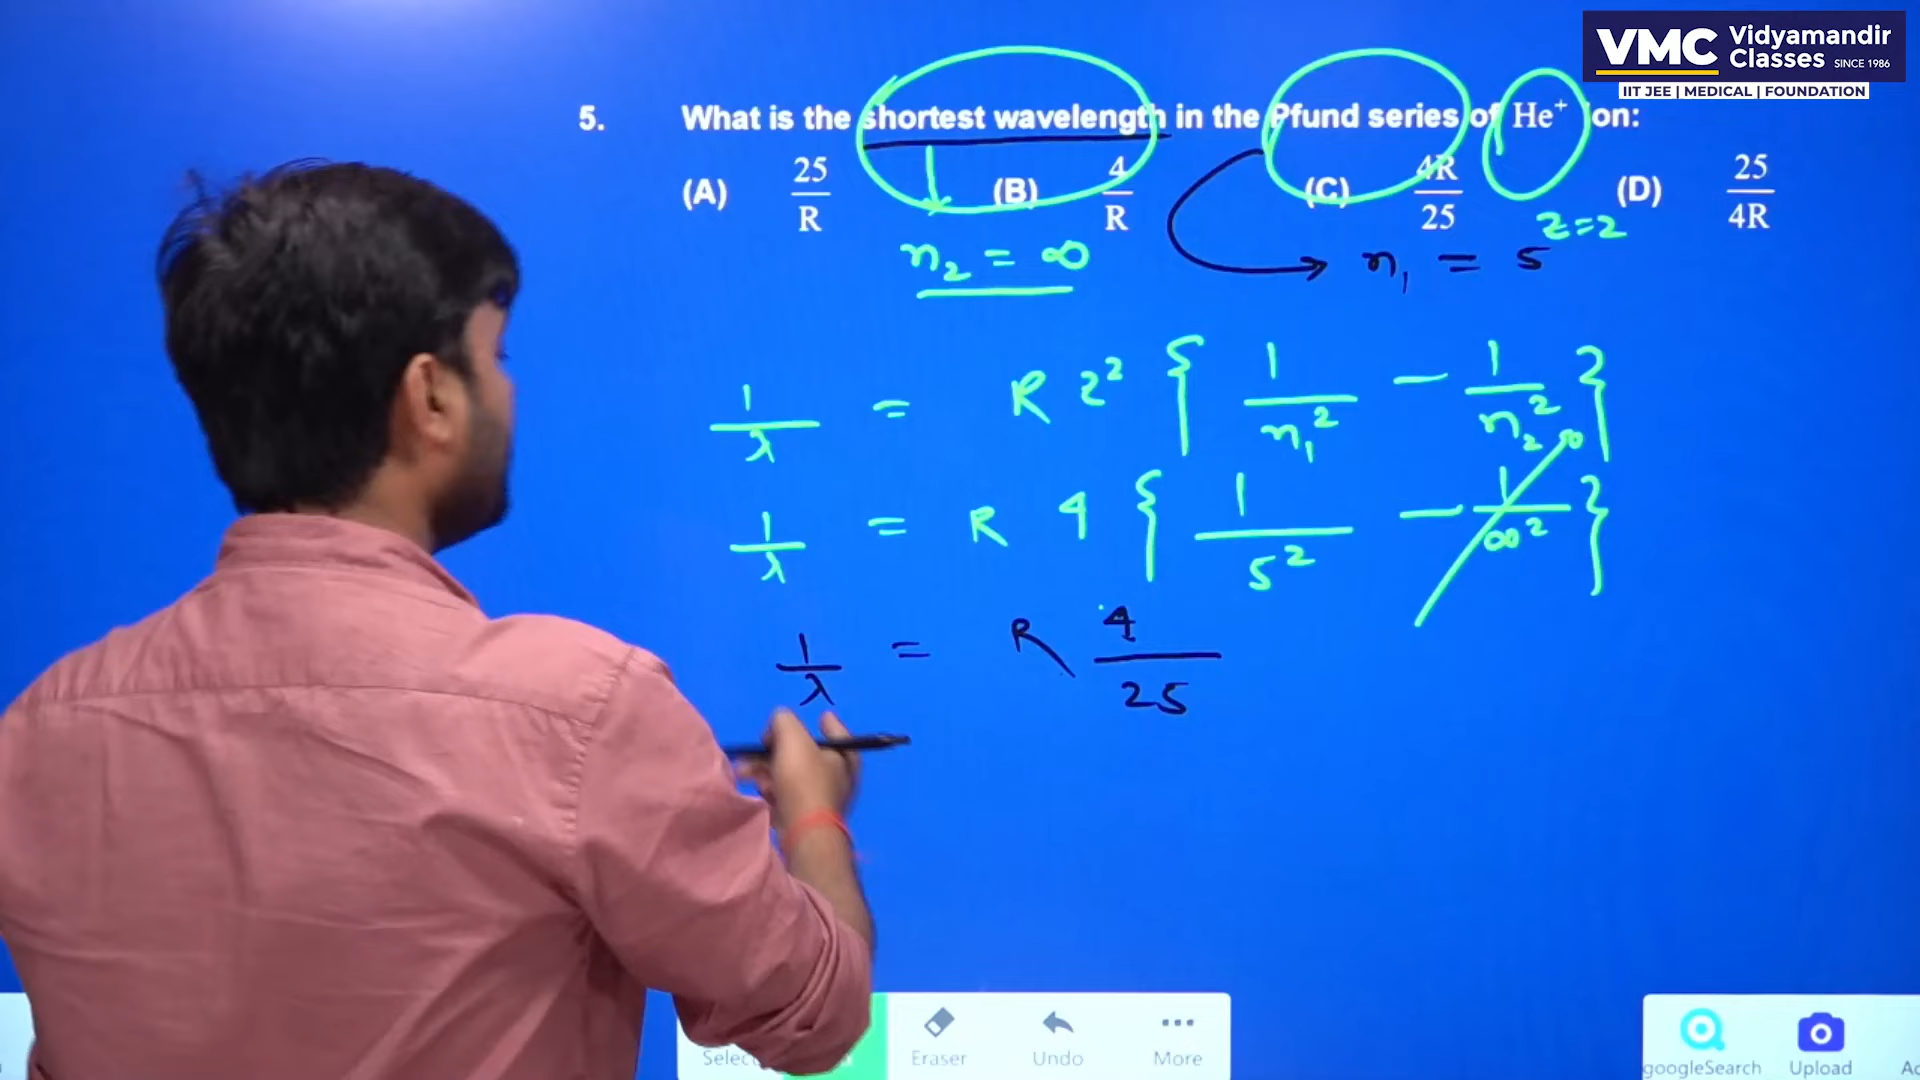 VMC Vidyamandir Classes SINCE 1986
IIT JEE | MEDICAL | FOUNDATION
5. What is the shortest wavelength in the Pfund series of He⁺ ion:
(A) 25/R (B) 4/R (C) 4R/25 (D) 25/4R
z=2
n₂ = ∞
n₁ = 5
1/λ = R z² { 1/n₁² − 1/n₂² }
1/λ = R 4 { 1/5² − 1/∞² } 0
1/λ = R 4/25
Select Eraser Undo More
googleSearch Upload